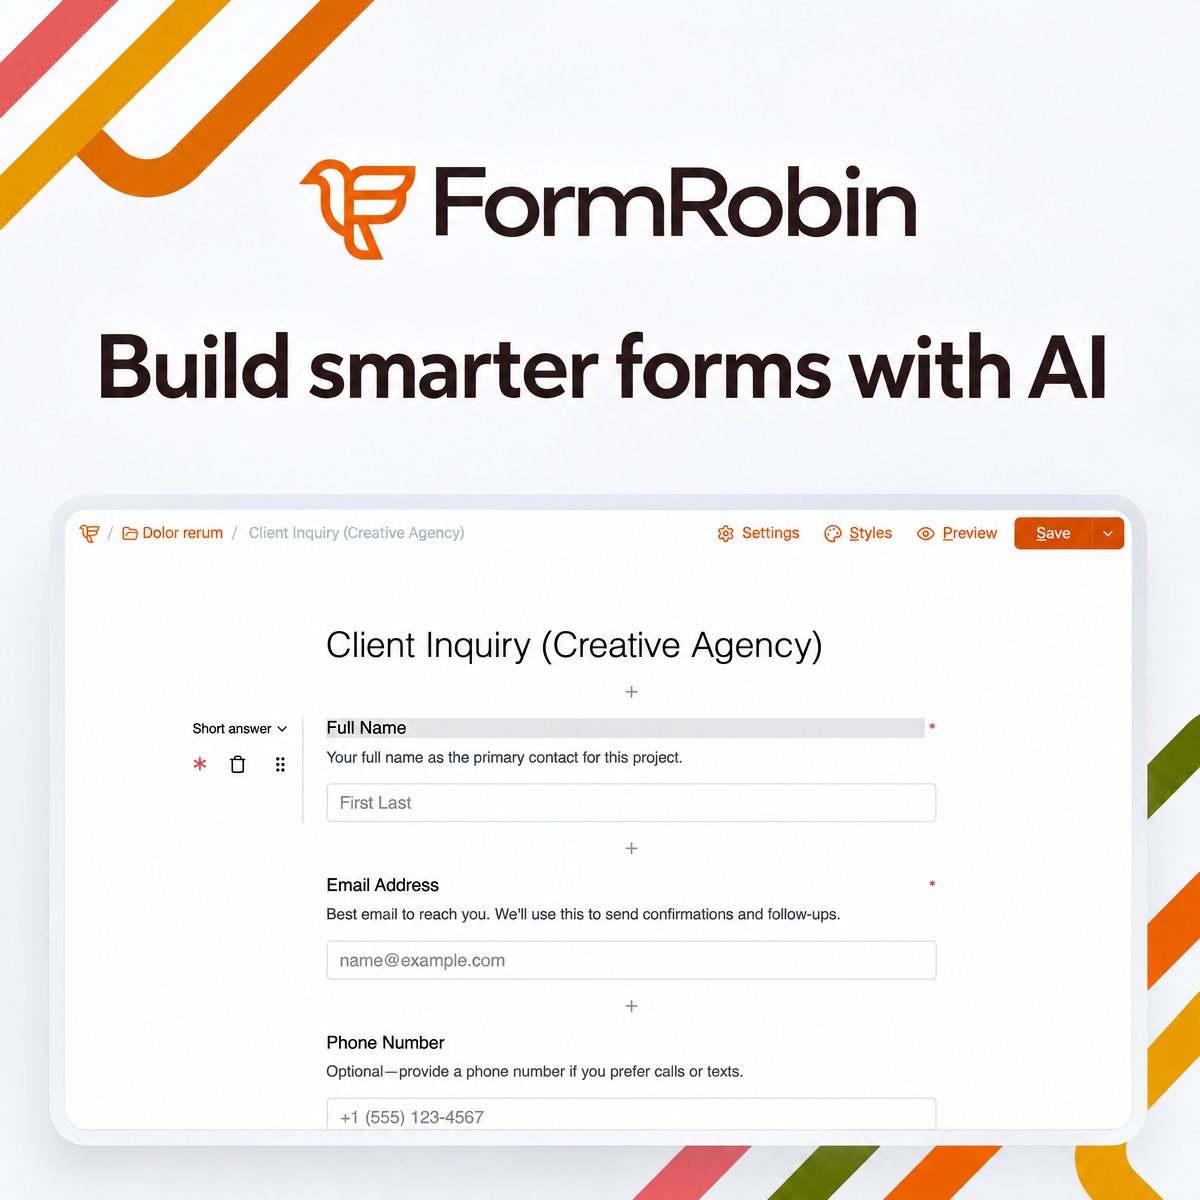 FormRobin
Build smarter forms with AI
/ Dolor rerum / Client Inquiry (Creative Agency)
Settings Styles Preview Save
Client Inquiry (Creative Agency)
+
Short answer
Full Name *
Your full name as the primary contact for this project.
First Last
+
Email Address *
Best email to reach you. We'll use this to send confirmations and follow-ups.
name@example.com
+
Phone Number
Optional—provide a phone number if you prefer calls or texts.
+1 (555) 123-4567